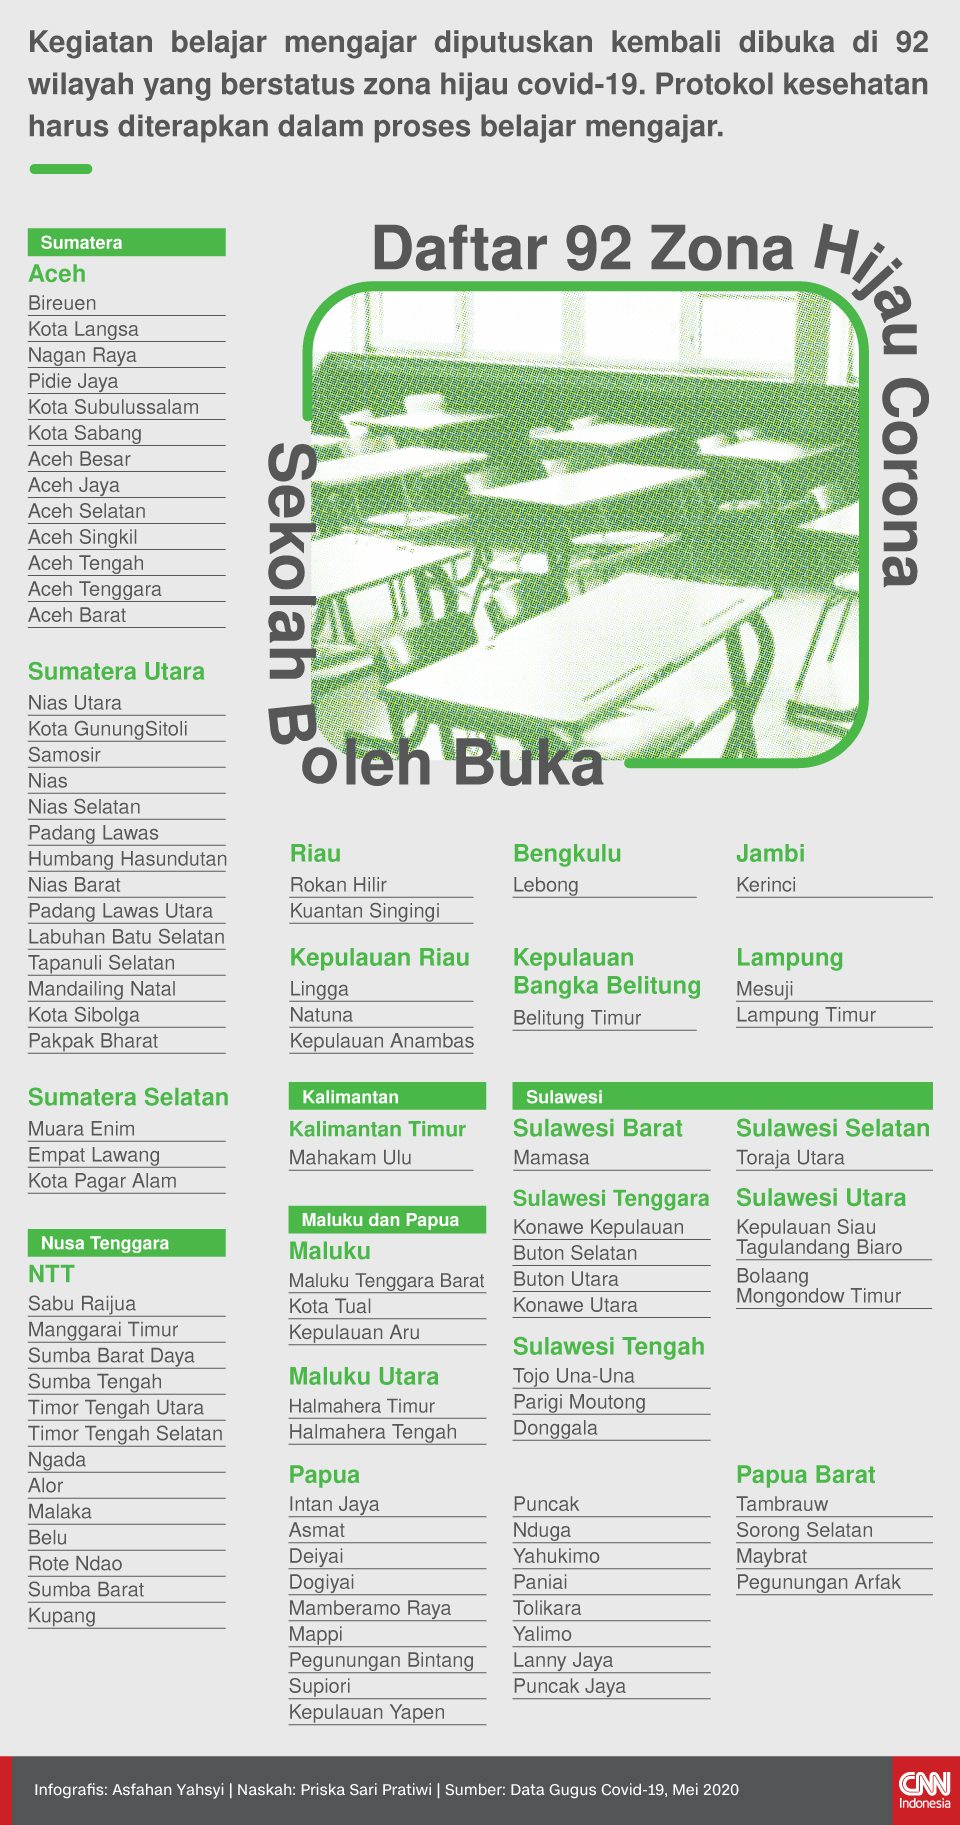 Kegiatan belajar mengajar diputuskan kembali dibuka di 92
wilayah yang berstatus zona hijau covid-19. Protokol kesehatan
harus diterapkan dalam proses belajar mengajar.
Daftar 92 Zona Hijau Corona
Sekolah Boleh Buka
Sumatera
Aceh
Bireuen
Kota Langsa
Nagan Raya
Pidie Jaya
Kota Subulussalam
Kota Sabang
Aceh Besar
Aceh Jaya
Aceh Selatan
Aceh Singkil
Aceh Tengah
Aceh Tenggara
Aceh Barat
Sumatera Utara
Nias Utara
Kota GunungSitoli
Samosir
Nias
Nias Selatan
Padang Lawas
Humbang Hasundutan
Nias Barat
Padang Lawas Utara
Labuhan Batu Selatan
Tapanuli Selatan
Mandailing Natal
Kota Sibolga
Pakpak Bharat
Sumatera Selatan
Muara Enim
Empat Lawang
Kota Pagar Alam
Riau
Rokan Hilir
Kuantan Singingi
Bengkulu
Lebong
Jambi
Kerinci
Kepulauan Riau
Lingga
Natuna
Kepulauan Anambas
Kepulauan
Bangka Belitung
Belitung Timur
Lampung
Mesuji
Lampung Timur
Nusa Tenggara
NTT
Sabu Raijua
Manggarai Timur
Sumba Barat Daya
Sumba Tengah
Timor Tengah Utara
Timor Tengah Selatan
Ngada
Alor
Malaka
Belu
Rote Ndao
Sumba Barat
Kupang
Kalimantan
Kalimantan Timur
Mahakam Ulu
Sulawesi
Sulawesi Barat
Mamasa
Sulawesi Selatan
Toraja Utara
Sulawesi Tenggara
Konawe Kepulauan
Buton Selatan
Buton Utara
Konawe Utara
Sulawesi Utara
Kepulauan Siau
Tagulandang Biaro
Bolaang
Mongondow Timur
Sulawesi Tengah
Tojo Una-Una
Parigi Moutong
Donggala
Maluku dan Papua
Maluku
Maluku Tenggara Barat
Kota Tual
Kepulauan Aru
Maluku Utara
Halmahera Timur
Halmahera Tengah
Papua
Intan Jaya
Asmat
Deiyai
Dogiyai
Mamberamo Raya
Mappi
Pegunungan Bintang
Supiori
Kepulauan Yapen
Puncak
Nduga
Yahukimo
Paniai
Tolikara
Yalimo
Lanny Jaya
Puncak Jaya
Papua Barat
Tambrauw
Sorong Selatan
Maybrat
Pegunungan Arfak
Infografis: Asfahan Yahsyi | Naskah: Priska Sari Pratiwi | Sumber: Data Gugus Covid-19, Mei 2020
CNN
Indonesia